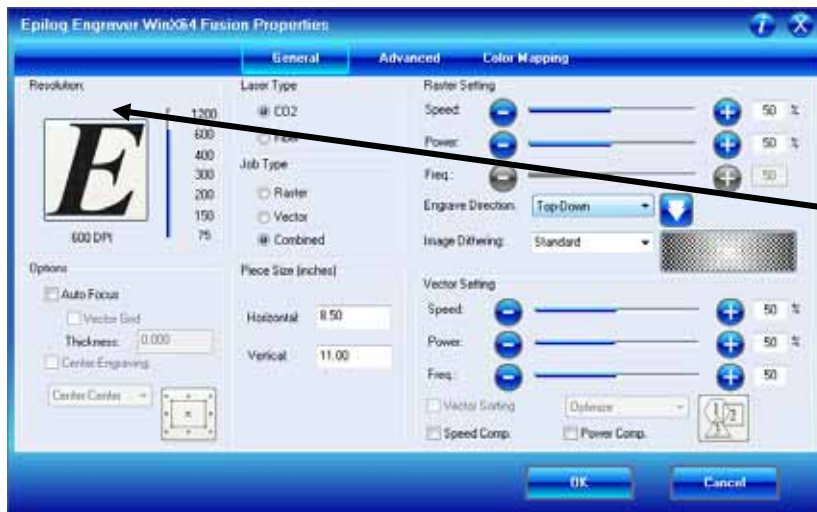 Epilog Engraver WinX64 Fusion Properties
General Advanced Color Mapping
Resolution:
E
600 DPI
1200
600
400
300
200
150
75
Options
Auto Focus
Vector Grid
Thickness: 0.000
Center Engraving
Center-Center
Laser Type
CO2
Fiber
Job Type
Raster
Vector
Combined
Piece Size (inches)
Horizontal: 8.50
Vertical: 11.00
Raster Setting
Speed: 50 %
Power: 50 %
Freq.: 50
Engrave Direction: Top-Down
Image Dithering: Standard
Vector Setting
Speed: 50 %
Power: 50 %
Freq.: 50
Vector Sorting Optimize
1 2 3
Speed Comp. Power Comp.
OK Cancel